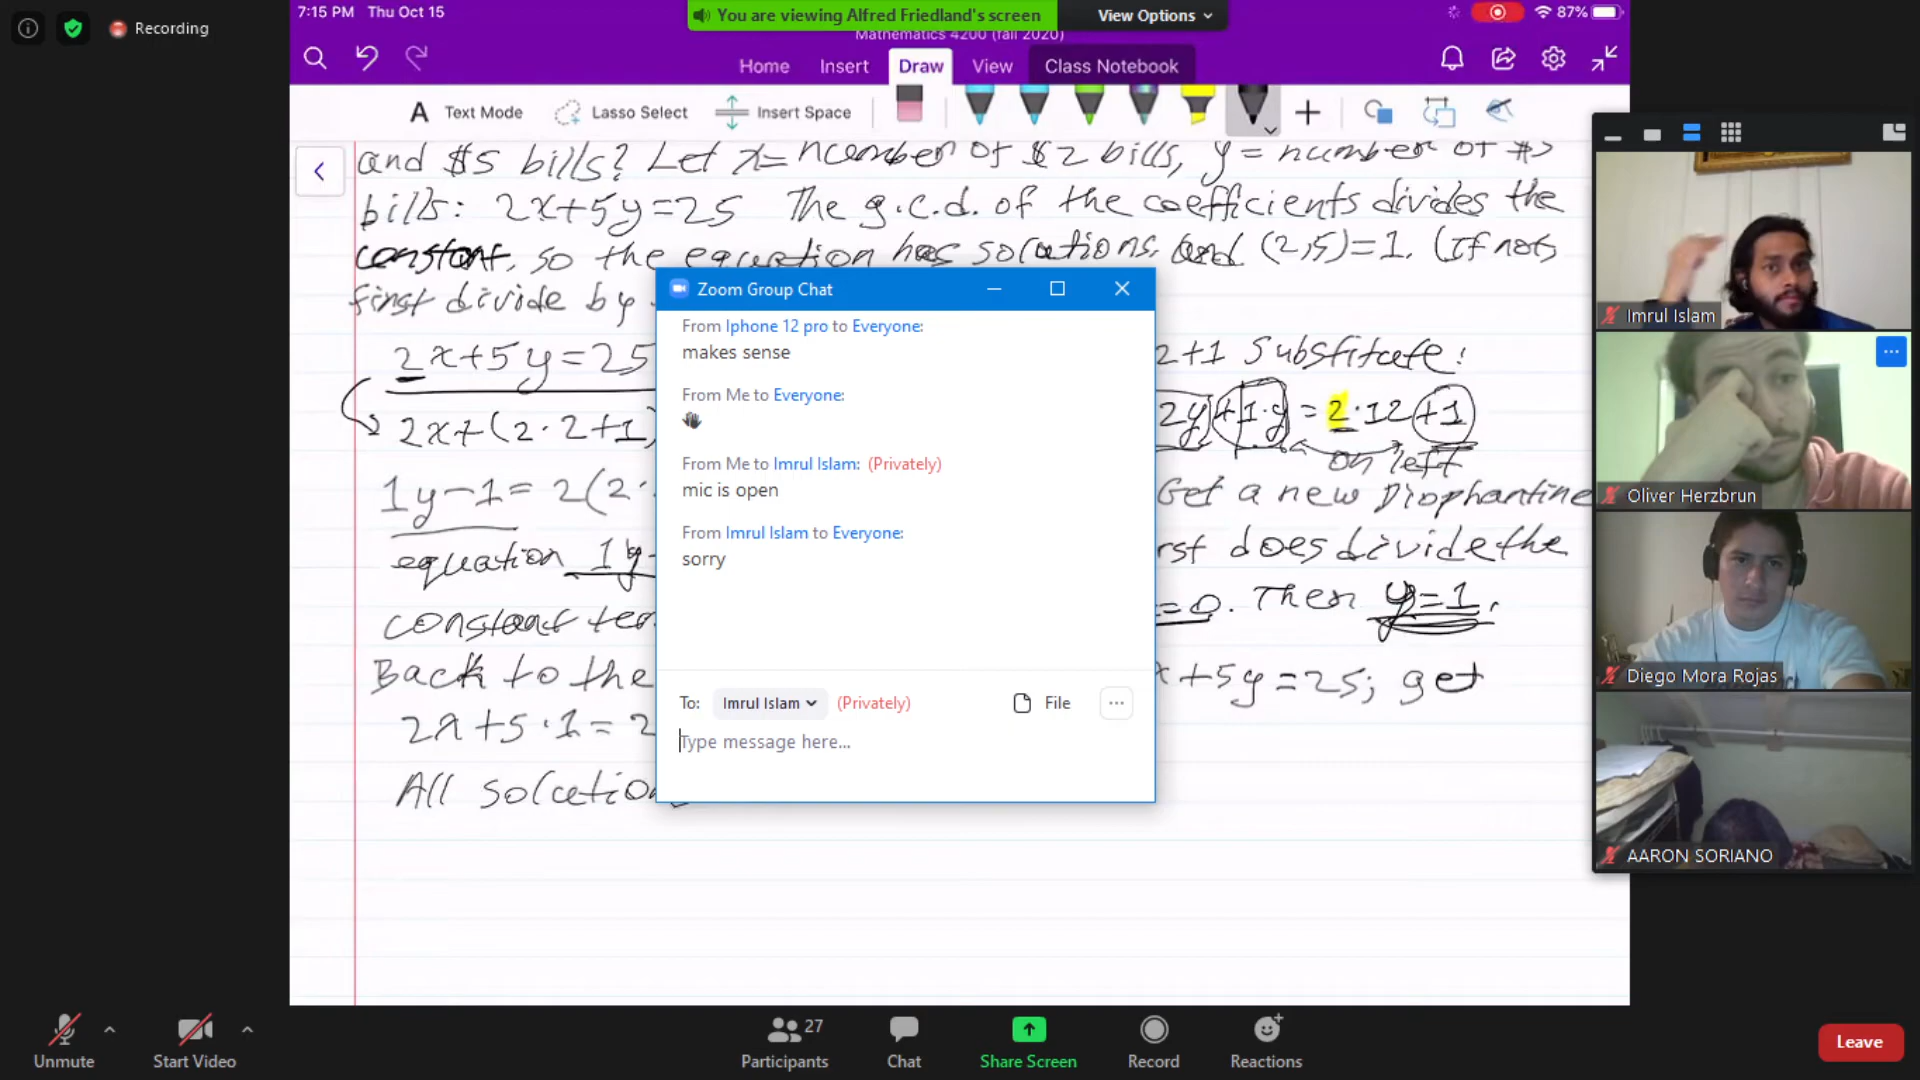 7:15 PM Thu Oct 15
Recording
You are viewing Alfred Friedland's screen
View Options
87%
Mathematics 4200 (fall 2020)
Home Insert Draw View Class Notebook
A Text Mode Lasso Select Insert Space
and $5 bills? Let x = number of $2 bills, y = number of $5
bills: 2x+5y=25 The g.c.d. of the coefficients divides the
constant, so the equation has solutions. and (2,5)=1. (If not,
first divide by
2x+5y=25
2+1 Substitute:
2x+(2·2+1)
2y+1·y = 2·12+1
on left
1y-1= 2(2·
Get a new Diophantine
equation 1y
rst does divide the
constant ter
=0. Then y=1.
Back to the
x+5y=25; get
2x+5·1=2
All solutions
Zoom Group Chat
From Iphone 12 pro to Everyone:
makes sense
From Me to Everyone:
From Me to Imrul Islam: (Privately)
mic is open
From Imrul Islam to Everyone:
sorry
To: Imrul Islam (Privately) File
Type message here...
Imrul Islam
Oliver Herzbrun
Diego Mora Rojas
AARON SORIANO
Unmute
Start Video
27
Participants
Chat
Share Screen
Record
Reactions
Leave